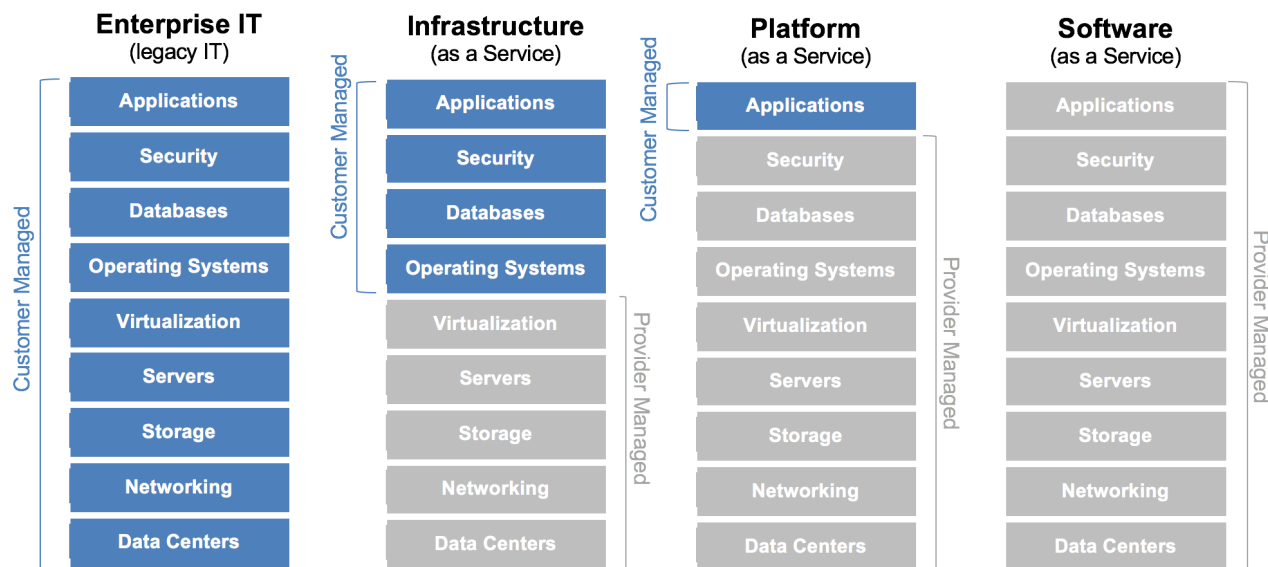 Enterprise IT
(legacy IT)
Customer Managed
Applications
Security
Databases
Operating Systems
Virtualization
Servers
Storage
Networking
Data Centers
Infrastructure
(as a Service)
Customer Managed
Applications
Security
Databases
Operating Systems
Virtualization
Servers
Storage
Networking
Data Centers
Provider Managed
Platform
(as a Service)
Customer Managed
Applications
Security
Databases
Operating Systems
Virtualization
Servers
Storage
Networking
Data Centers
Provider Managed
Software
(as a Service)
Applications
Security
Databases
Operating Systems
Virtualization
Servers
Storage
Networking
Data Centers
Provider Managed